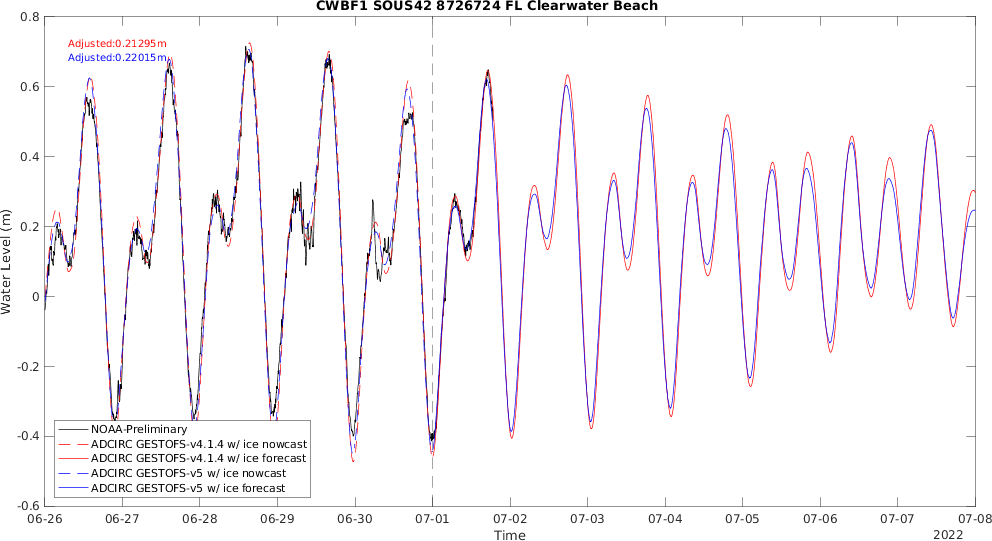 CWBF1 SOUS42 8726724 FL Clearwater Beach
Adjusted:0.21295m
Adjusted:0.22015m
Water Level (m)
0.8
0.6
0.4
0.2
0
-0.2
-0.4
-0.6
NOAA-Preliminary
ADCIRC GESTOFS-v4.1.4 w/ ice nowcast
ADCIRC GESTOFS-v4.1.4 w/ ice forecast
ADCIRC GESTOFS-v5 w/ ice nowcast
ADCIRC GESTOFS-v5 w/ ice forecast
06-26 06-27 06-28 06-29 06-30 07-01 07-02 07-03 07-04 07-05 07-06 07-07 07-08
Time
2022